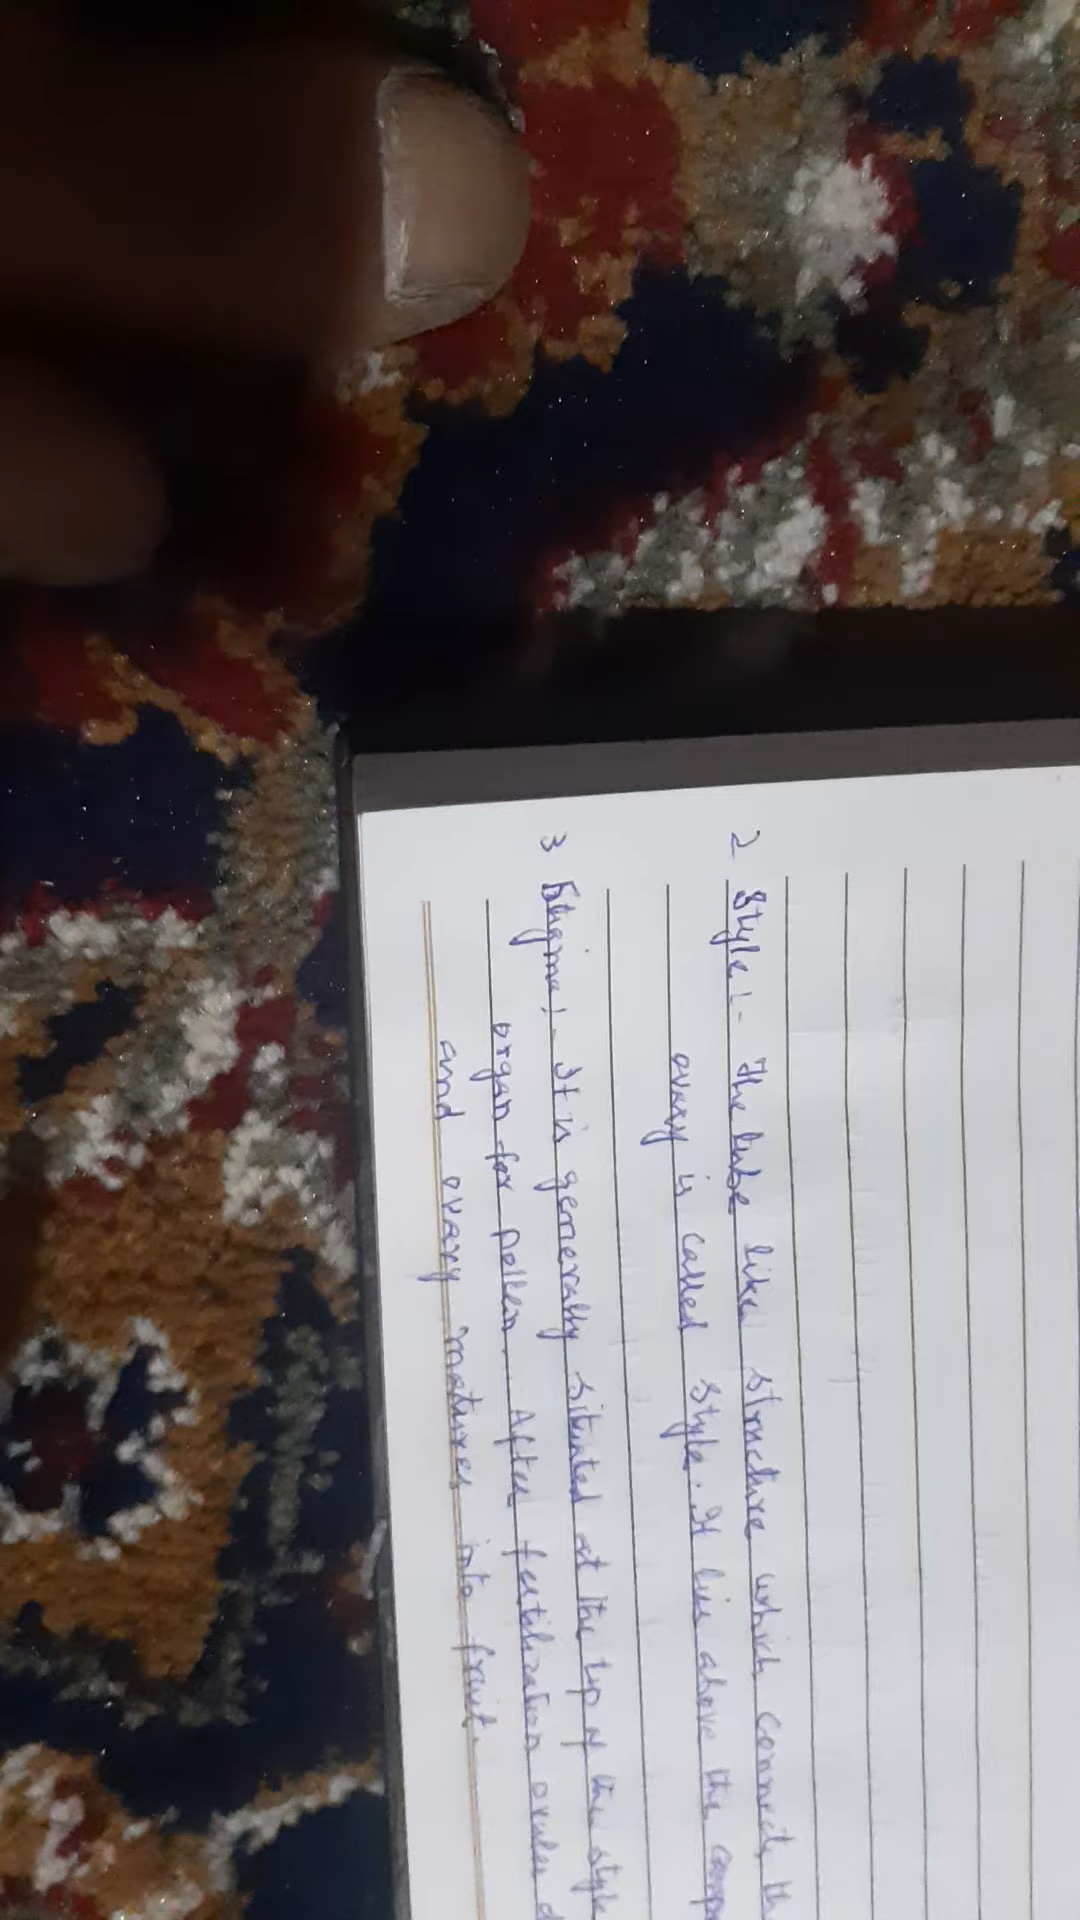 2 Style:- The tube like structure which connects th
ovary is called style. It lies above the comp
3 Stigma:- It is generally situated at the tip of the style
organ for pollen. After fertilization ovules d
and ovary matures into fruit.